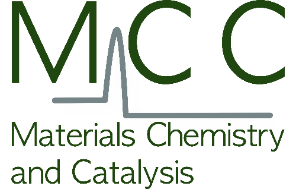 MCC
Materials Chemistry
and Catalysis